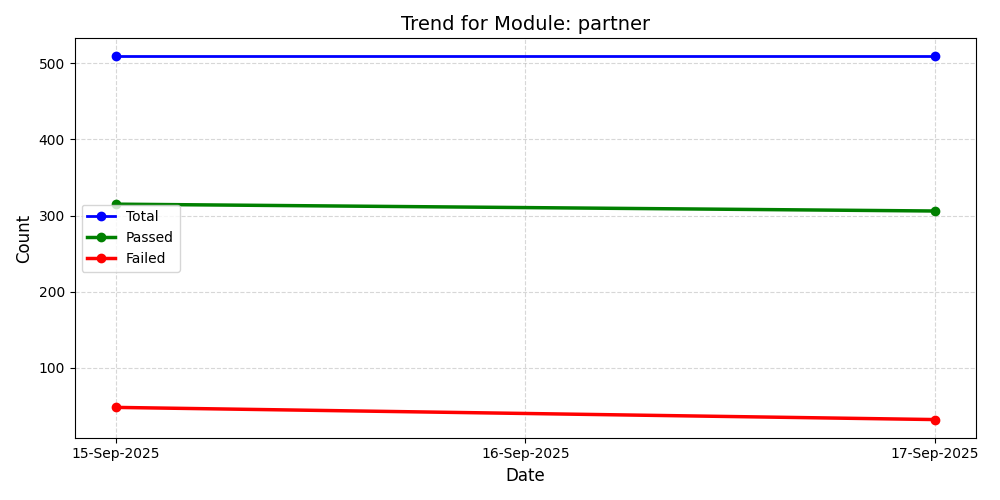 Trend for Module: partner
500
400
300
200
100
Count
Total
Passed
Failed
15-Sep-2025
16-Sep-2025
17-Sep-2025
Date